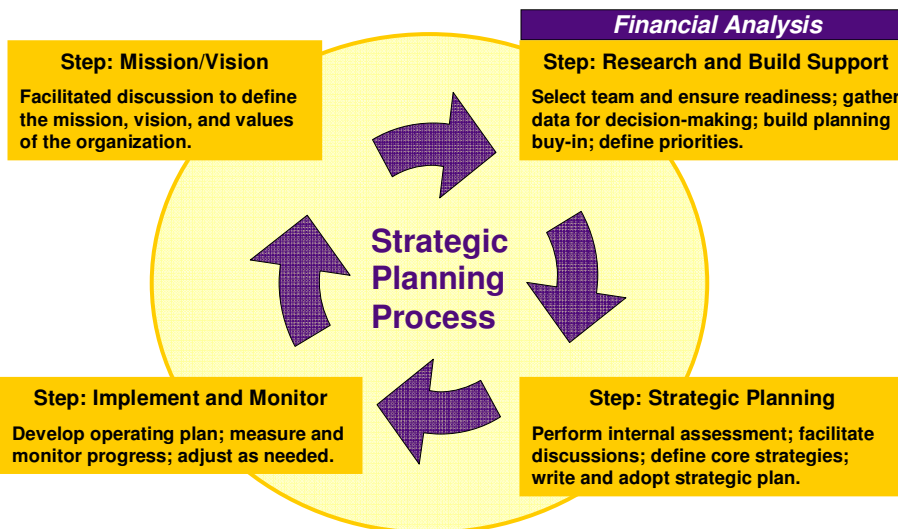 Financial Analysis
Step: Mission/Vision
Facilitated discussion to define
the mission, vision, and values
of the organization.
Step: Research and Build Support
Select team and ensure readiness; gather
data for decision-making; build planning
buy-in; define priorities.
Strategic
Planning
Process
Step: Implement and Monitor
Develop operating plan; measure and
monitor progress; adjust as needed.
Step: Strategic Planning
Perform internal assessment; facilitate
discussions; define core strategies;
write and adopt strategic plan.